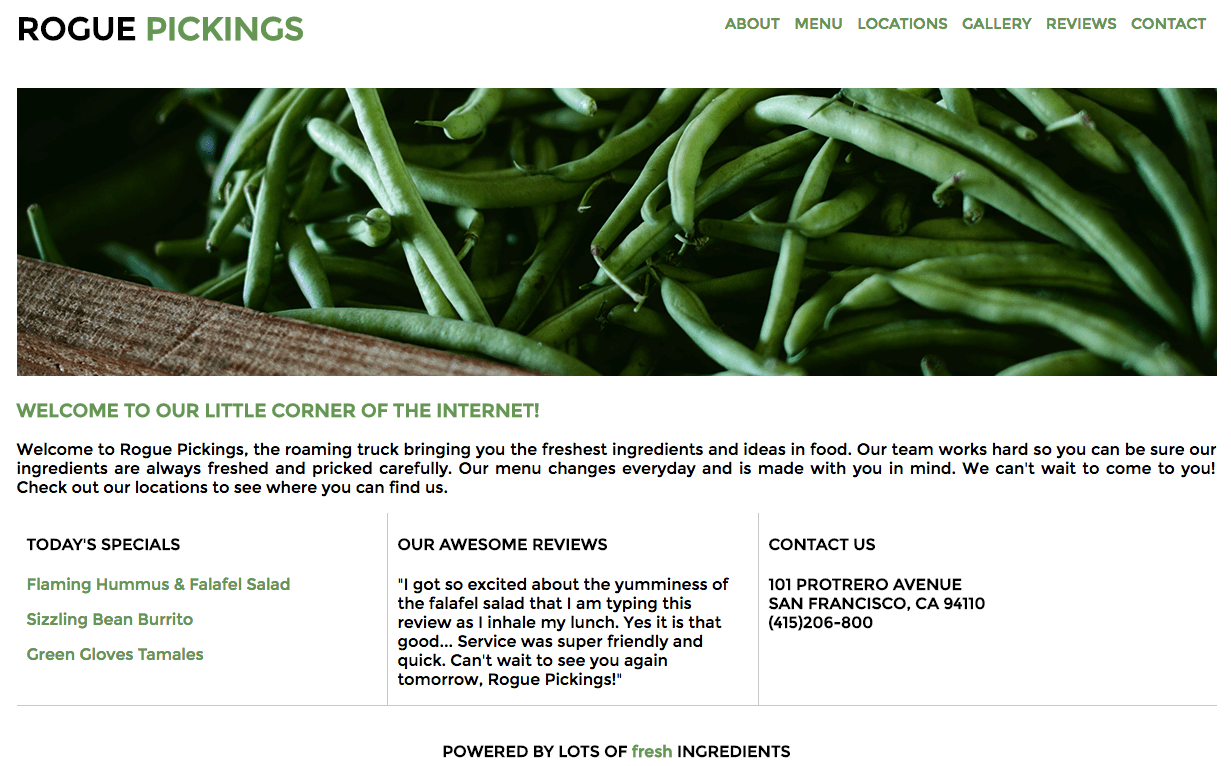 ROGUE PICKINGS
ABOUT MENU LOCATIONS GALLERY REVIEWS CONTACT
WELCOME TO OUR LITTLE CORNER OF THE INTERNET!
Welcome to Rogue Pickings, the roaming truck bringing you the freshest ingredients and ideas in food. Our team works hard so you can be sure our
ingredients are always freshed and pricked carefully. Our menu changes everyday and is made with you in mind. We can't wait to come to you!
Check out our locations to see where you can find us.
TODAY'S SPECIALS
Flaming Hummus & Falafel Salad
Sizzling Bean Burrito
Green Gloves Tamales
OUR AWESOME REVIEWS
"I got so excited about the yumminess of
the falafel salad that I am typing this
review as I inhale my lunch. Yes it is that
good... Service was super friendly and
quick. Can't wait to see you again
tomorrow, Rogue Pickings!"
CONTACT US
101 PROTRERO AVENUE
SAN FRANCISCO, CA 94110
(415)206-800
POWERED BY LOTS OF fresh INGREDIENTS